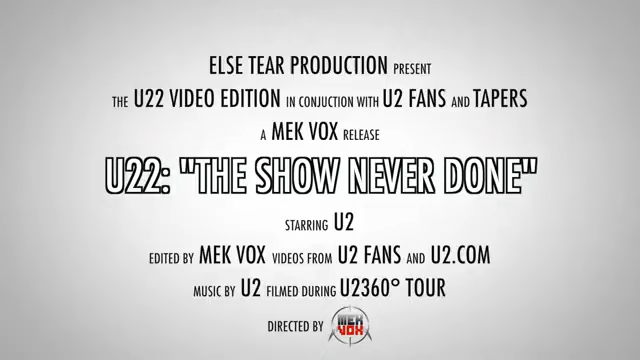 ELSE TEAR PRODUCTION PRESENT
THE U22 VIDEO EDITION IN CONJUCTION WITH U2 FANS AND TAPERS
A MEK VOX RELEASE
U22: "THE SHOW NEVER DONE"
STARRING U2
EDITED BY MEK VOX VIDEOS FROM U2 FANS AND U2.COM
MUSIC BY U2 FILMED DURING U2360° TOUR
DIRECTED BY MEK VOX